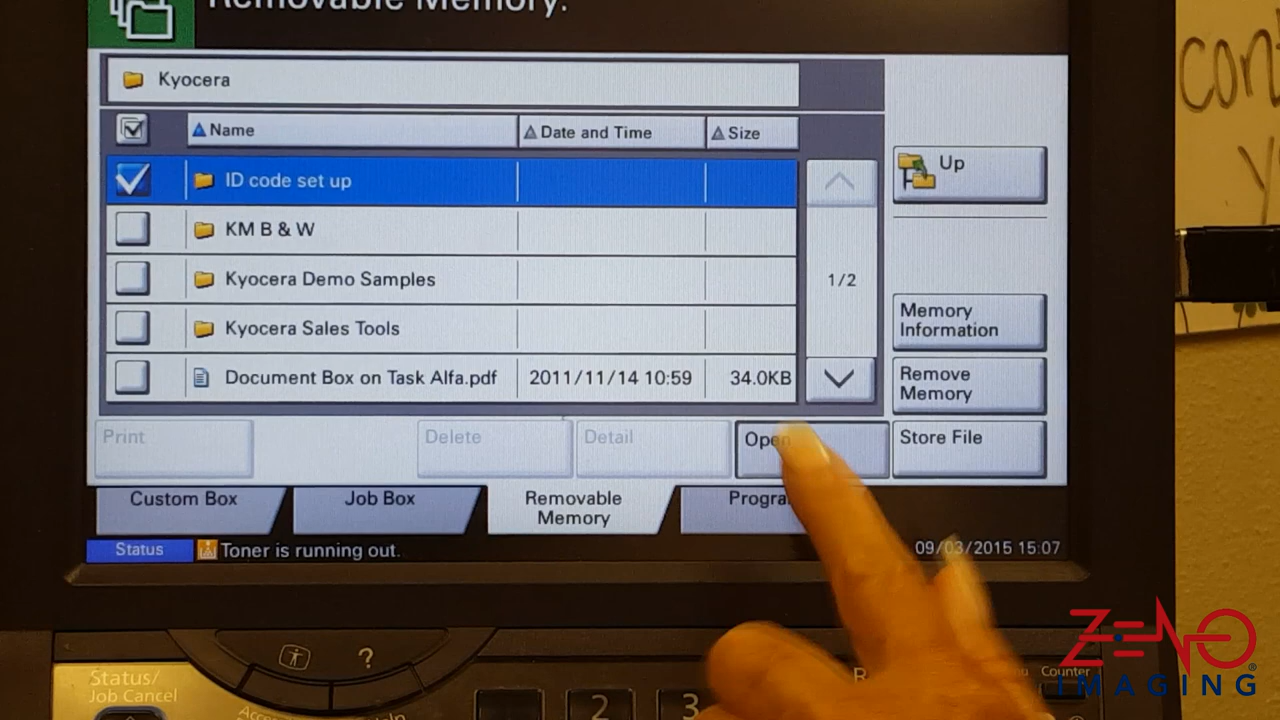 Removable Memory.
Kyocera
Name
Date and Time
Size
ID code set up
Up
KM B & W
Kyocera Demo Samples
1/2
Memory
Information
Kyocera Sales Tools
Document Box on Task Alfa.pdf 2011/11/14 10:59 34.0KB
Remove
Memory
Print
Delete
Detail
Open
Store File
Custom Box
Job Box
Removable
Memory
Status
Toner is running out.
09/03/2015 15:07
Status/
Job Cancel
?
2
3
Counter
ZENO
IMAGING
®